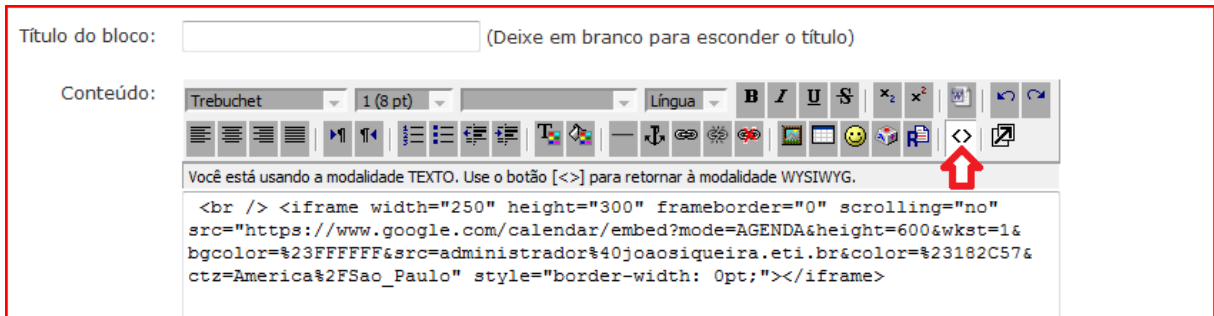 Título do bloco: (Deixe em branco para esconder o título)
Conteúdo:
Trebuchet 1 (8 pt) Língua B I U S x₂ x²
Você está usando a modalidade TEXTO. Use o botão [<>] para retornar à modalidade WYSIWYG.
<br /> <iframe width="250" height="300" frameborder="0" scrolling="no"
src="https://www.google.com/calendar/embed?mode=AGENDA&height=600&wkst=1&
bgcolor=%23FFFFFF&src=administrador%40joaosiqueira.eti.br&color=%23182C57&
ctz=America%2FSao_Paulo" style="border-width: 0pt;"></iframe>